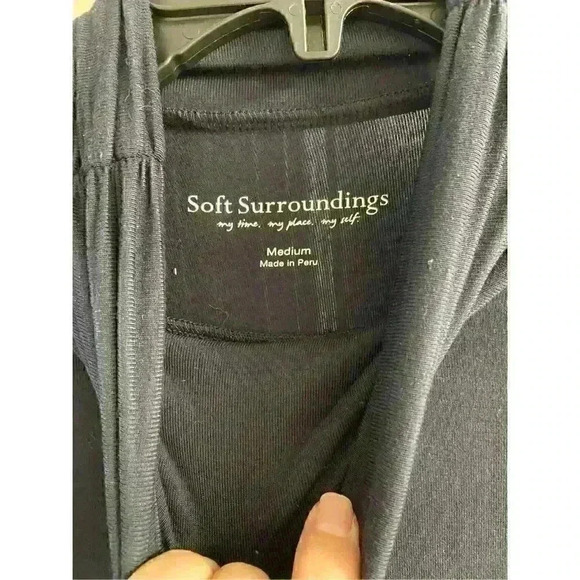 Soft Surroundings
my time. my place. my self.
Medium
Made in Peru